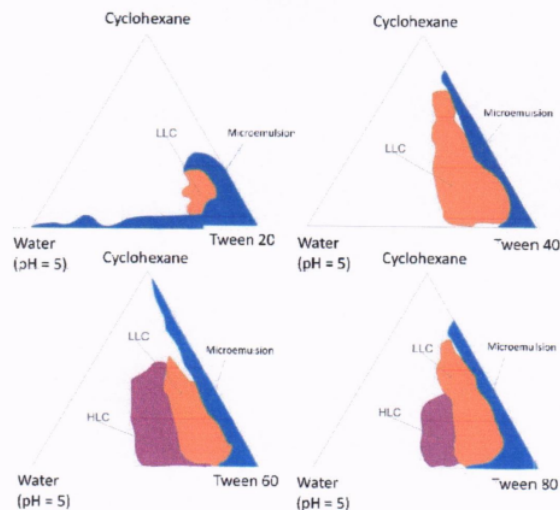 Cyclohexane
LLC
Microemulsion
Water
(pH = 5)
Tween 20
Cyclohexane
Microemulsion
LLC
Water
(pH = 5)
Tween 40
Cyclohexane
LLC
Microemulsion
HLC
Water
(pH = 5)
Tween 60
Cyclohexane
LLC
Microemulsion
HLC
Water
(pH = 5)
Tween 80